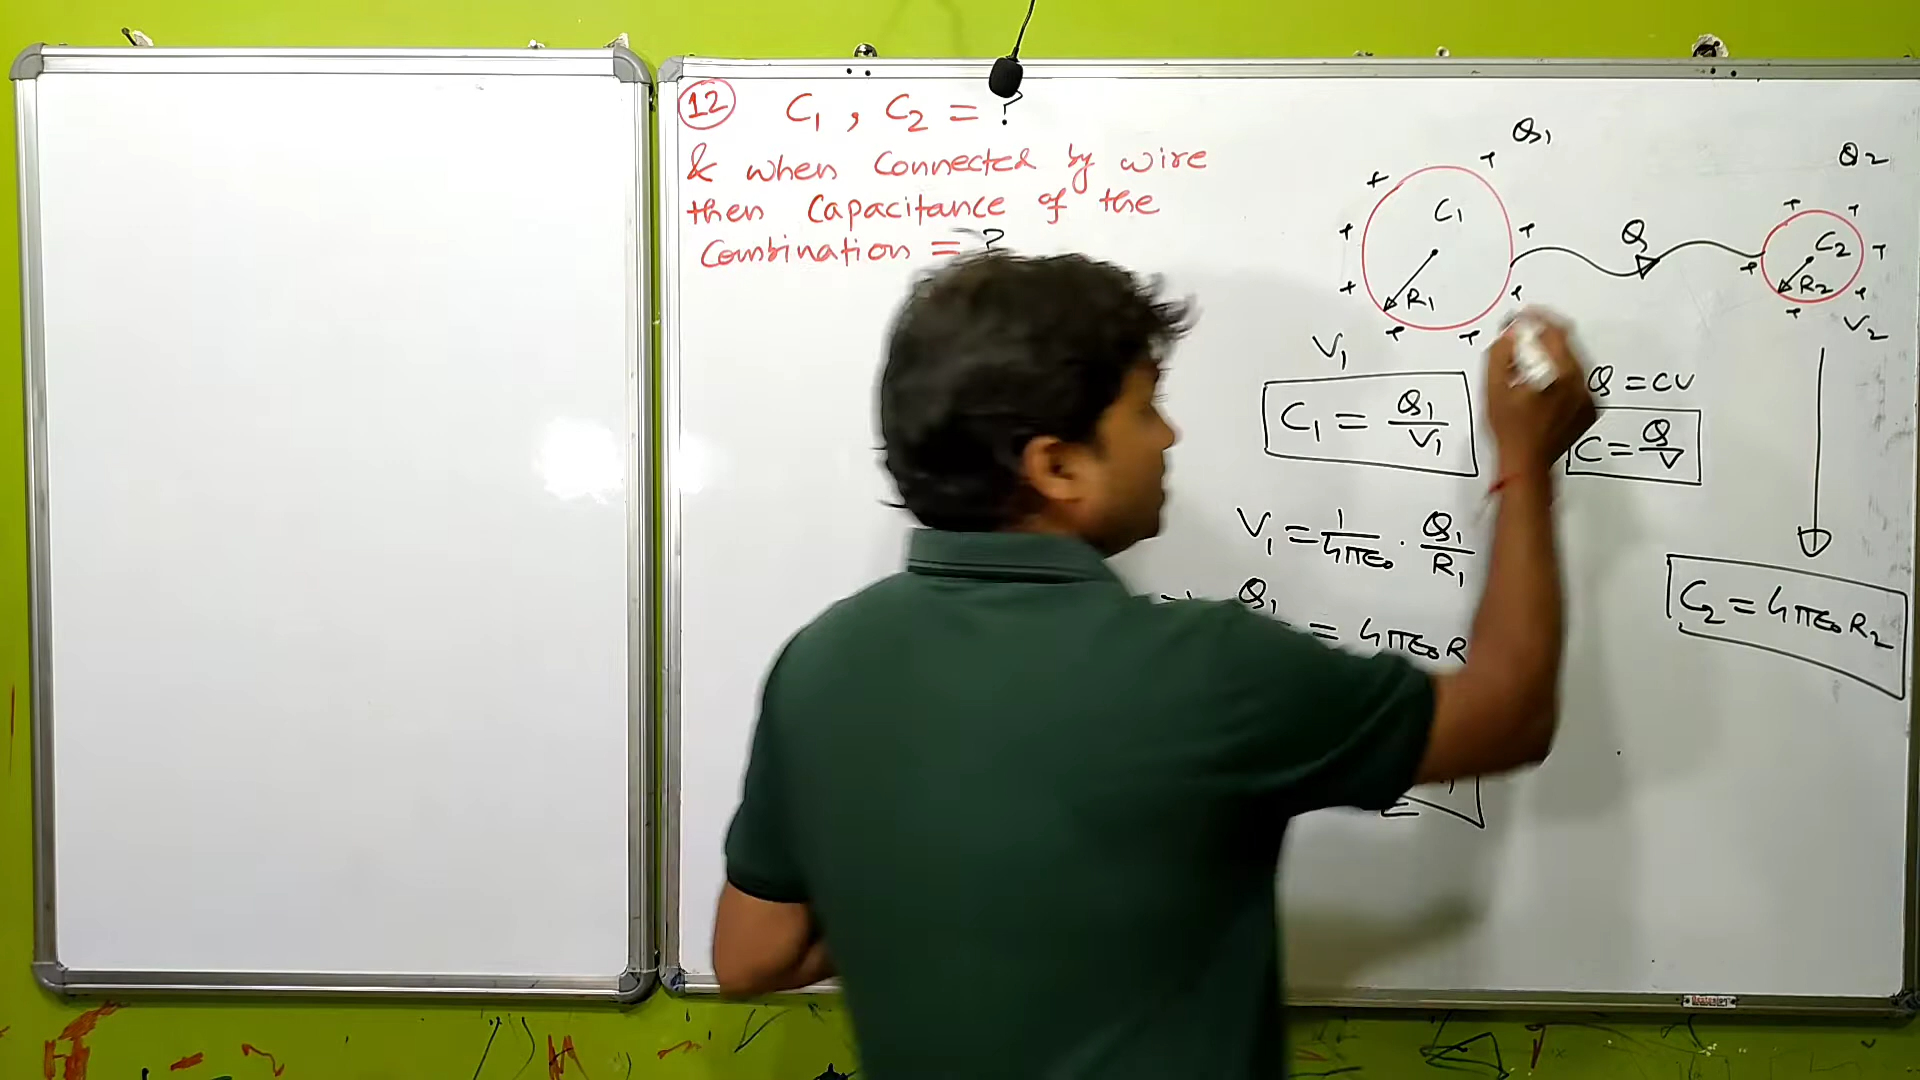 12 C₁ , C₂ = ?
& when connected by wire
then Capacitance of the
Combination = ?
Q₁
Q₂
C₁
R₁
Q
C₂
R₂
V₁
V₂
C₁ = Q₁/V₁
Q = CV
C = Q/V
V₁ = 1/4πε₀ · Q₁/R₁
Q₁
= 4πε₀R
C₂ = 4πε₀R₂